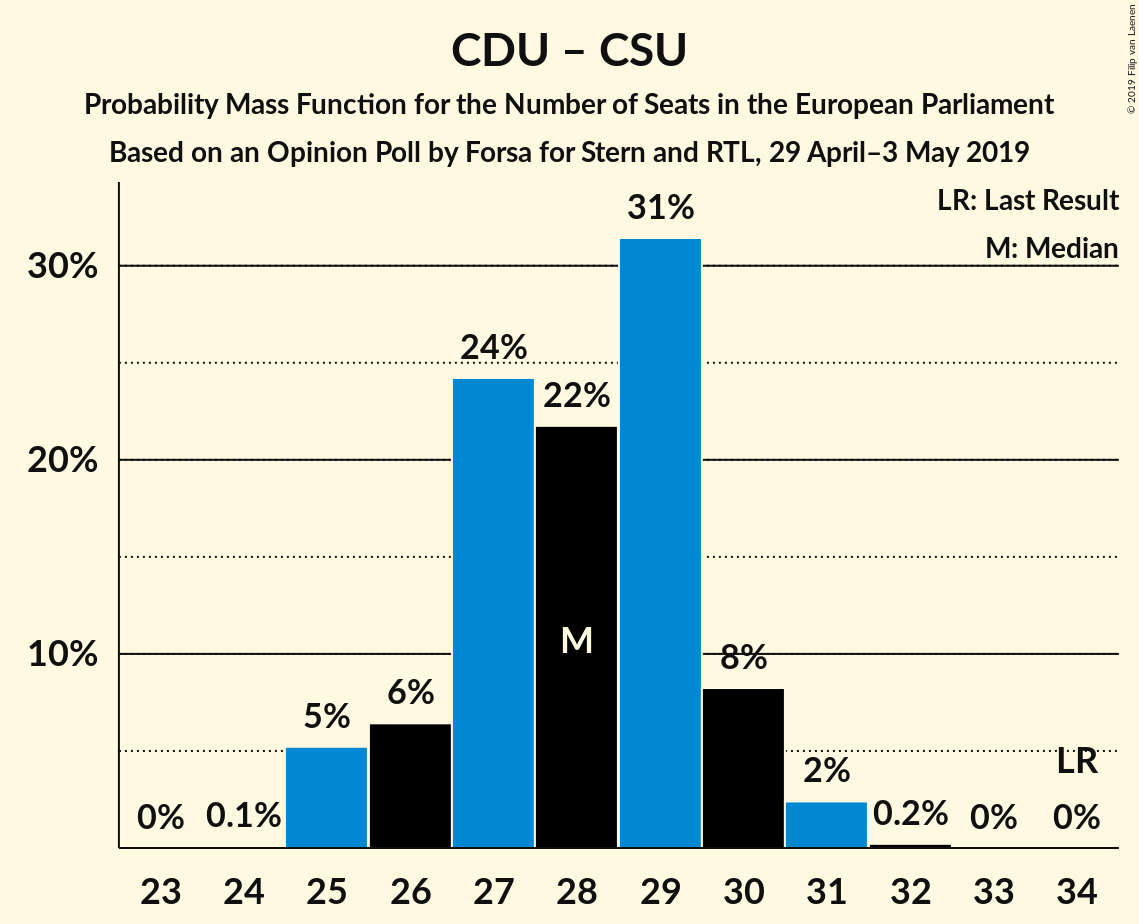 CDU – CSU
Probability Mass Function for the Number of Seats in the European Parliament
Based on an Opinion Poll by Forsa for Stern and RTL, 29 April–3 May 2019
© 2019 Filip van Laenen
LR: Last Result
M: Median
31%
30%
24%
22%
20%
M
10%
8%
6%
5%
2%
LR
0%
0.1%
0.2%
0%
0%
23 24 25 26 27 28 29 30 31 32 33 34